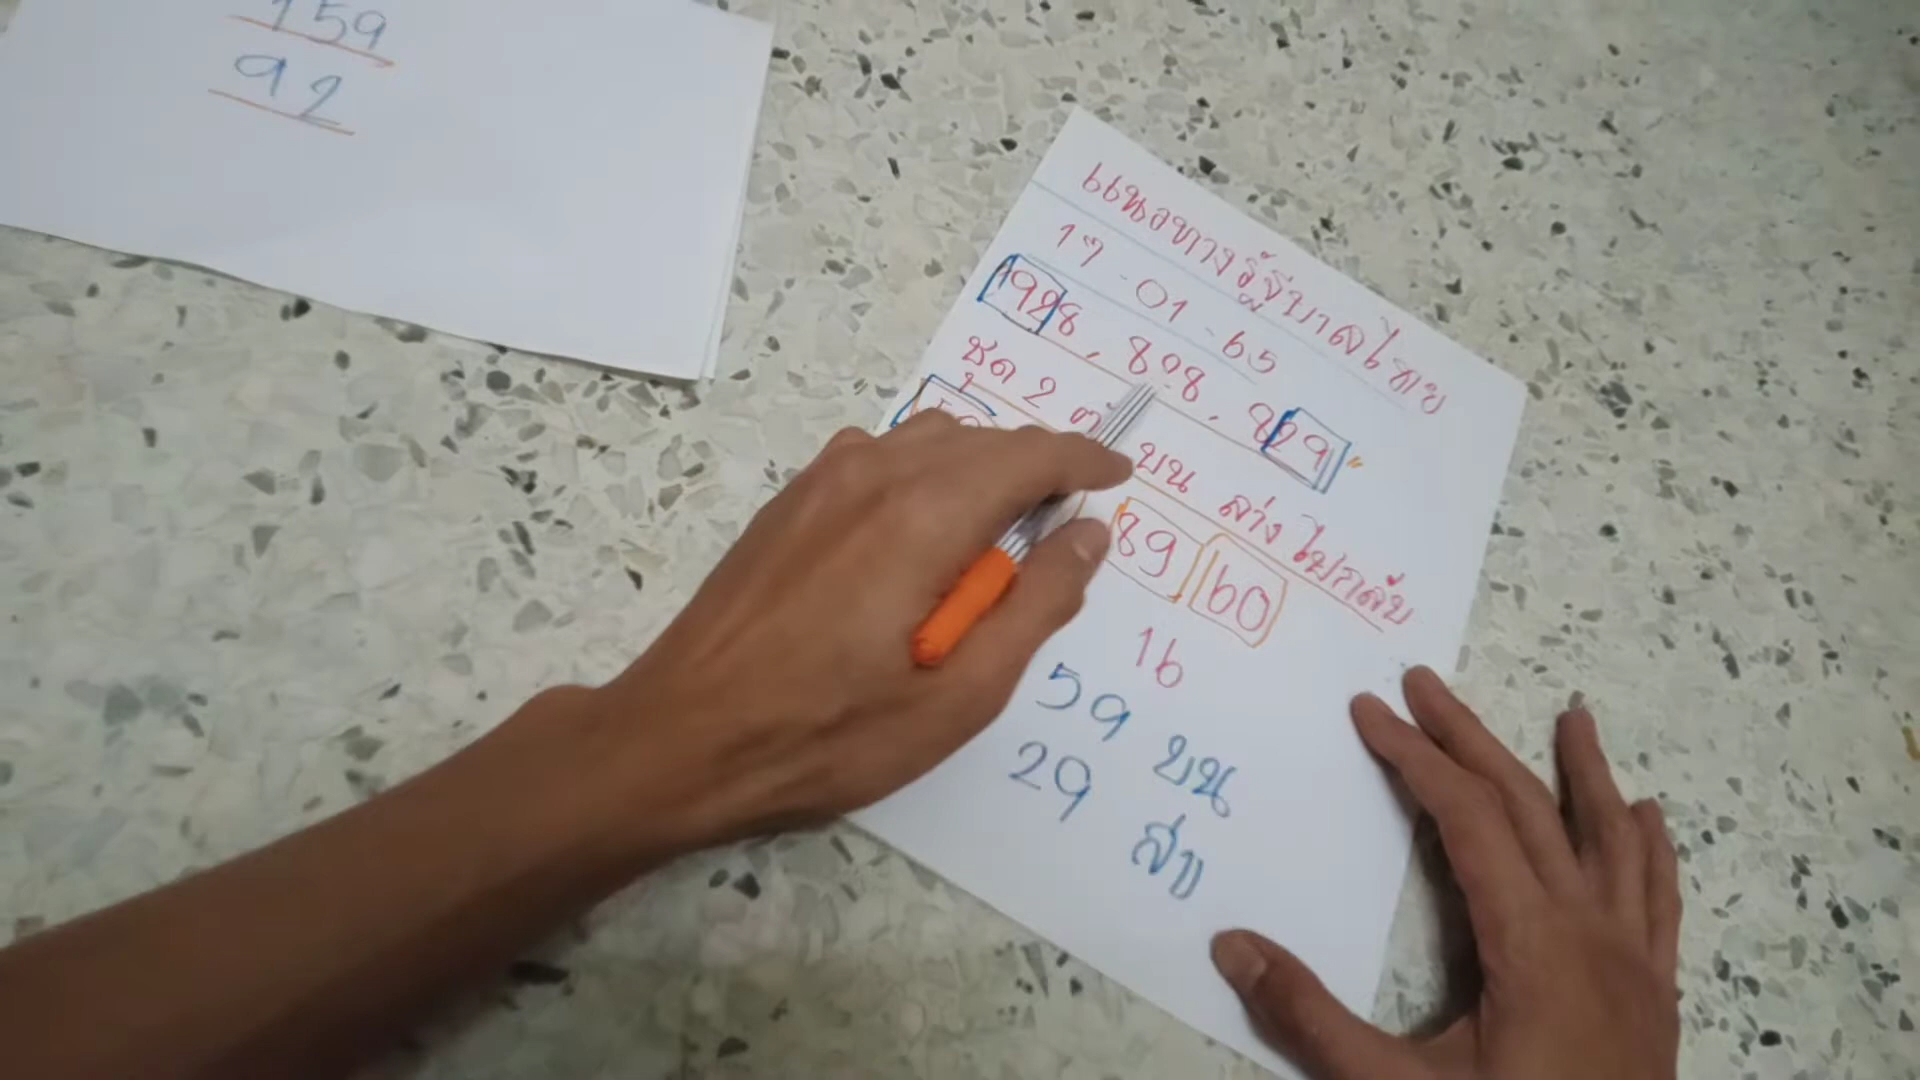 159
92
แนวทางรัฐบาลไทย
17-01-65
1928, 808, 829"
ชุด 2 ตัว บน ล่าง ไม่กลับ
89 60
16
59 บน
29 ล่าง